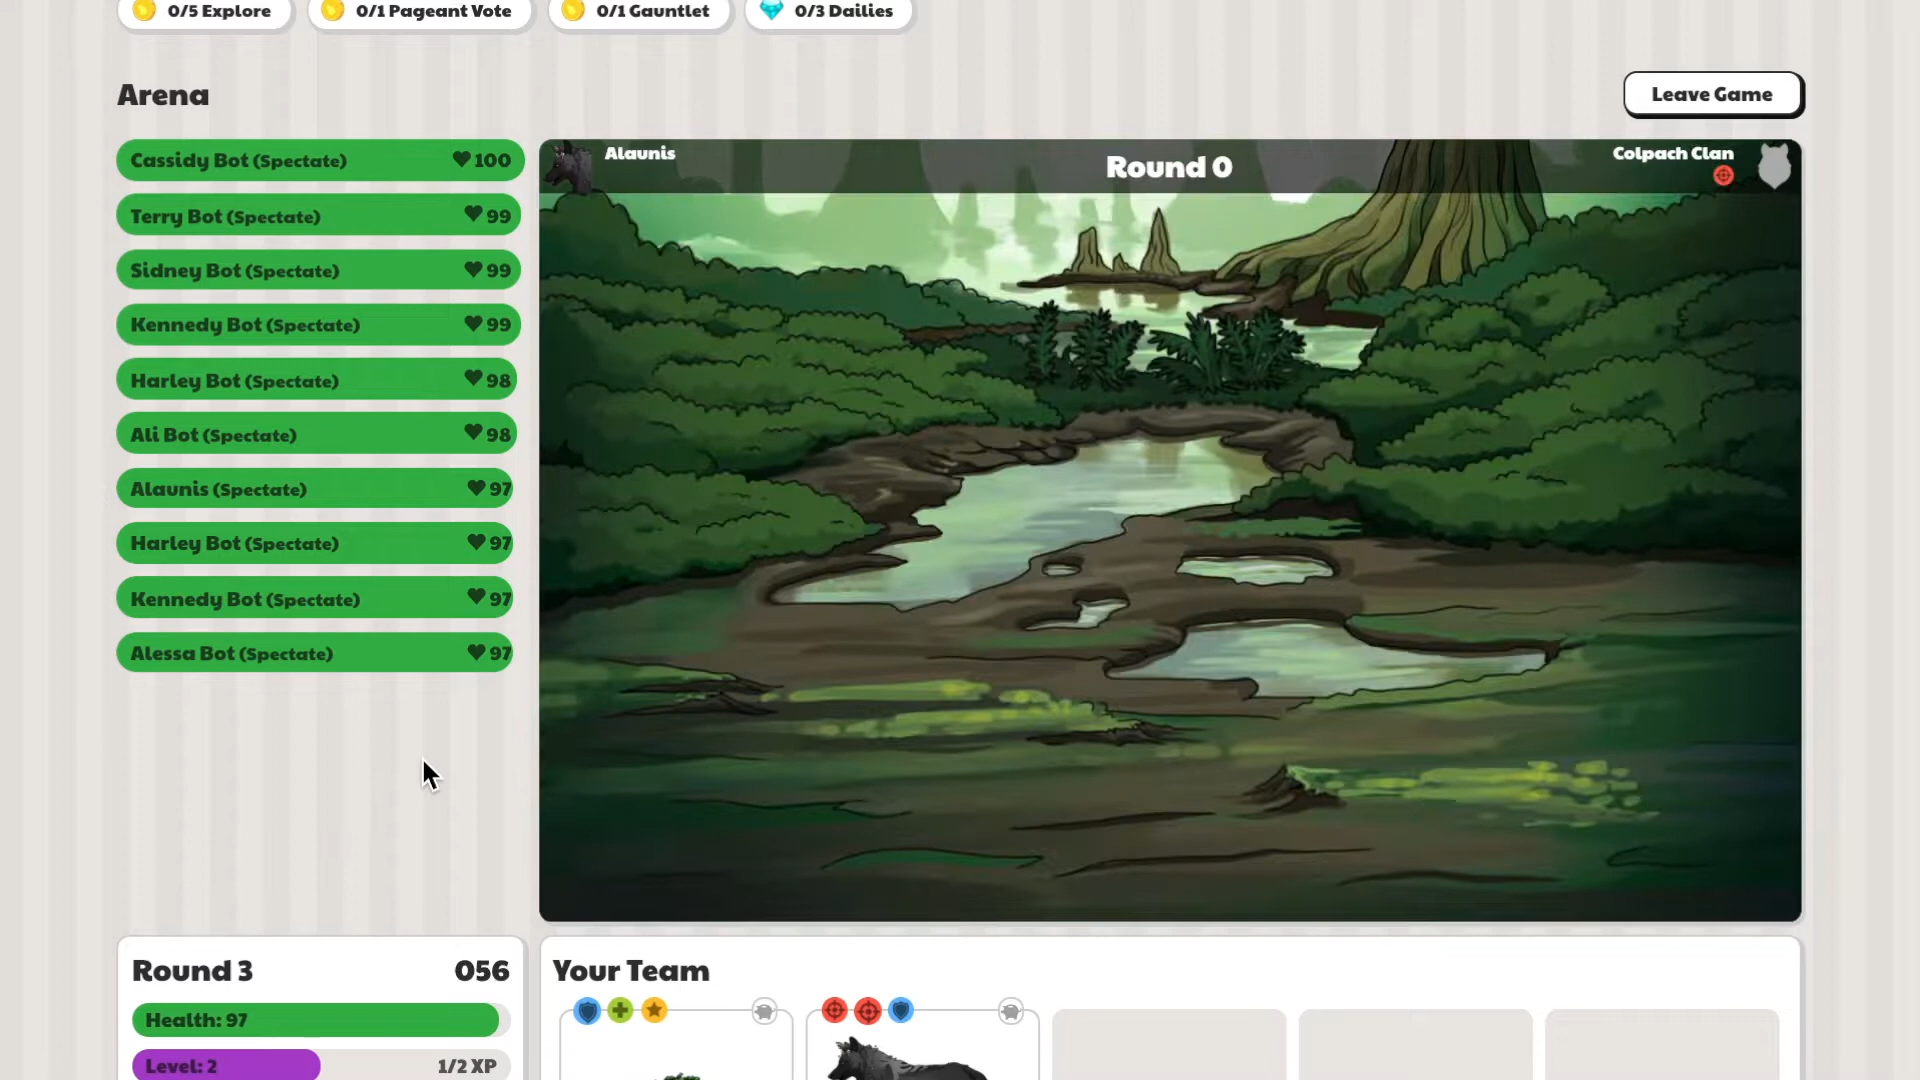 0/5 Explore
0/1 Pageant Vote
0/1 Gauntlet
0/3 Dailies
Arena
Leave Game
Cassidy Bot (Spectate) 100
Terry Bot (Spectate) 99
Sidney Bot (Spectate) 99
Kennedy Bot (Spectate) 99
Harley Bot (Spectate) 98
Ali Bot (Spectate) 98
Alaunis (Spectate) 97
Harley Bot (Spectate) 97
Kennedy Bot (Spectate) 97
Alessa Bot (Spectate) 97
Alaunis
Round 0
Colpach Clan
Round 3
056
Health: 97
Level: 2
1/2 XP
Your Team